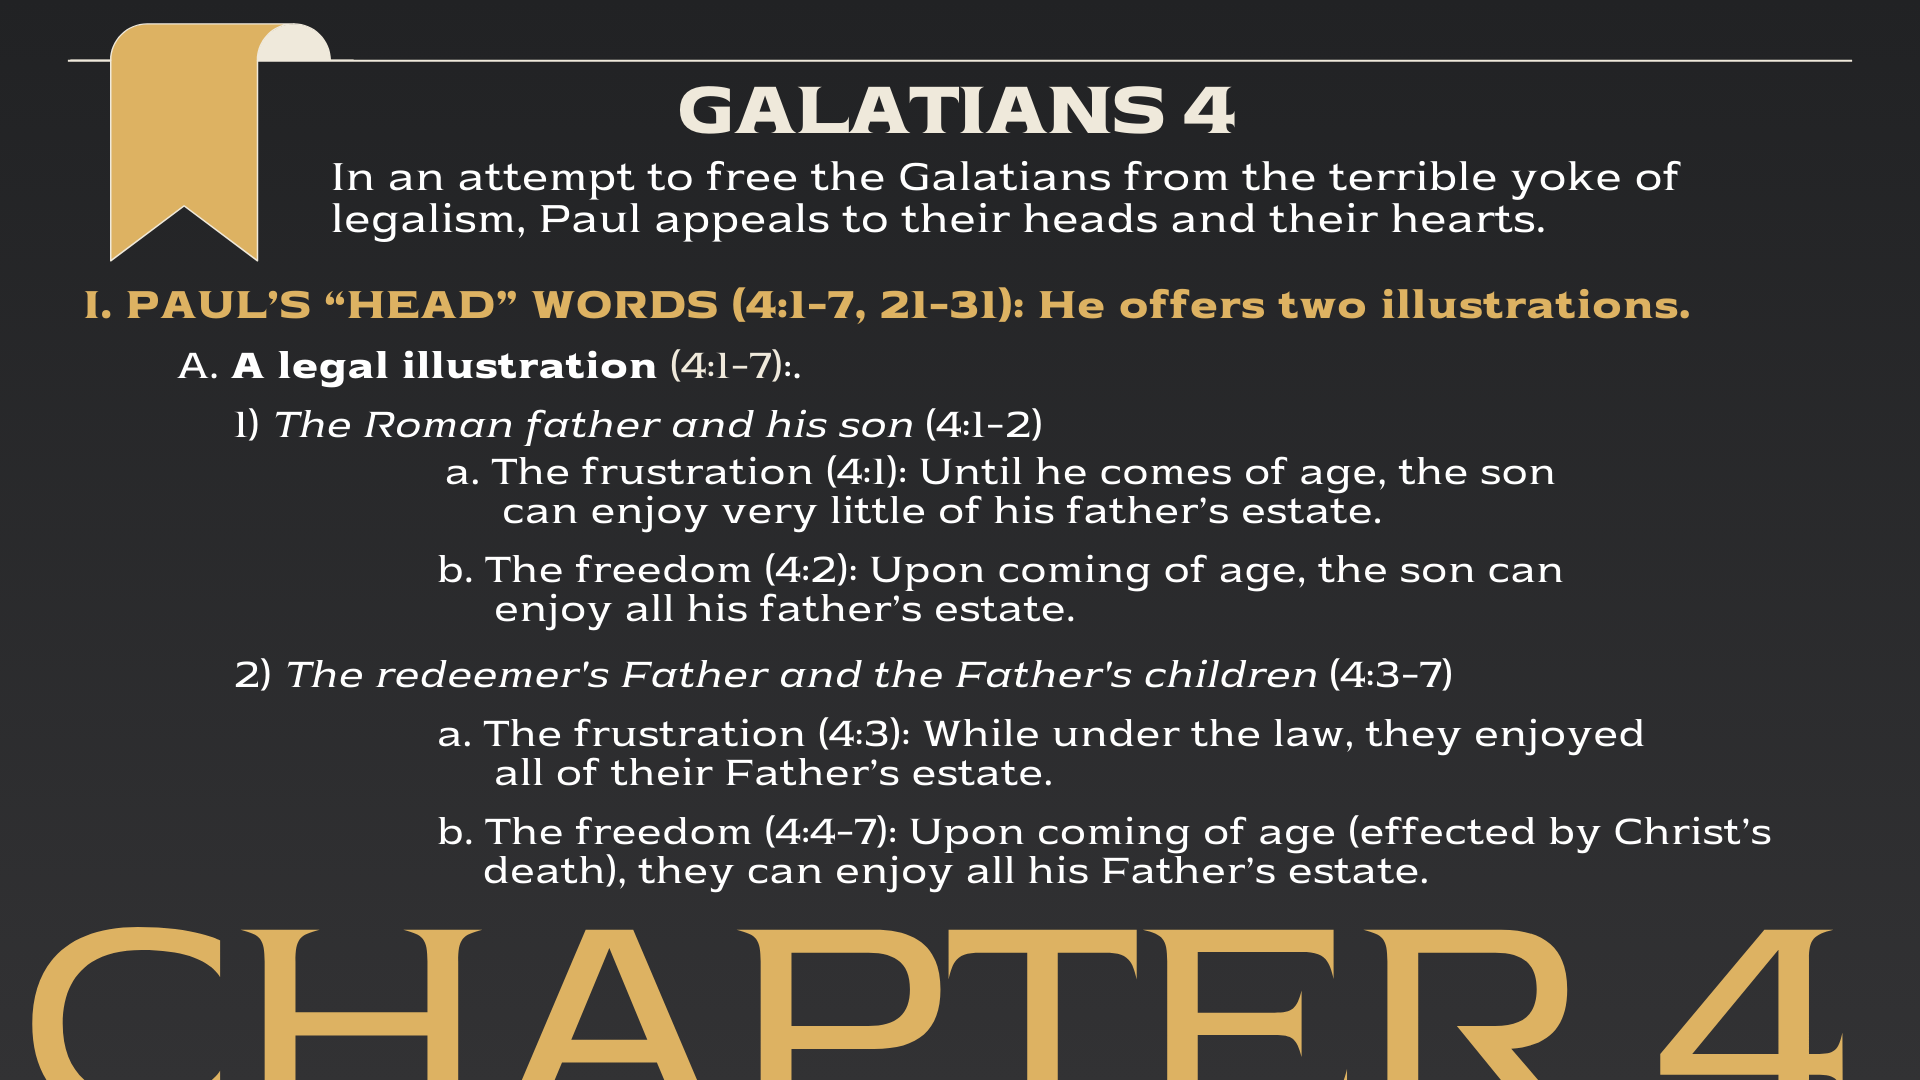 GALATIANS 4
In an attempt to free the Galatians from the terrible yoke of
legalism, Paul appeals to their heads and their hearts.
I. PAUL’S “HEAD” WORDS (4:1-7, 21-31): He offers two illustrations.
A. A legal illustration (4:1-7):.
1) The Roman father and his son (4:1-2)
a. The frustration (4:1): Until he comes of age, the son
can enjoy very little of his father’s estate.
b. The freedom (4:2): Upon coming of age, the son can
enjoy all his father’s estate.
2) The redeemer's Father and the Father's children (4:3-7)
a. The frustration (4:3): While under the law, they enjoyed
all of their Father’s estate.
b. The freedom (4:4-7): Upon coming of age (effected by Christ’s
death), they can enjoy all his Father’s estate.
CHAPTER 4